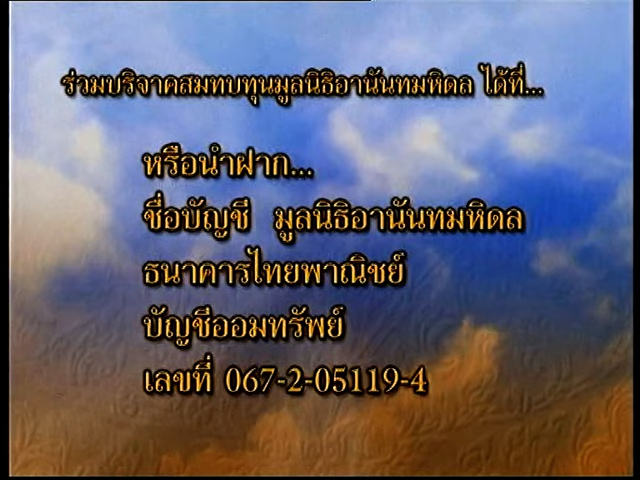 ร่วมบริจาคสมทบทุนมูลนิธิอานันทมหิดล ได้ที่...
หรือนำฝาก...
ชื่อบัญชี มูลนิธิอานันทมหิดล
ธนาคารไทยพาณิชย์
บัญชีออมทรัพย์
เลขที่ 067-2-05119-4